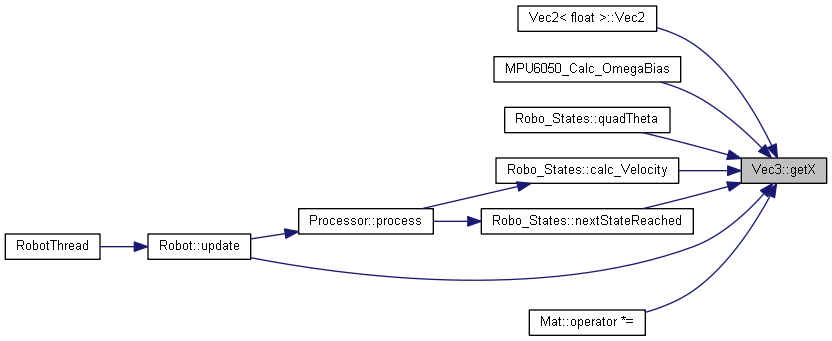 Vec2< float >::Vec2
MPU6050_Calc_OmegaBias
Robo_States::quadTheta
Robo_States::calc_Velocity
Vec3::getX
Processor::process
Robo_States::nextStateReached
RobotThread
Robot::update
Mat::operator *=